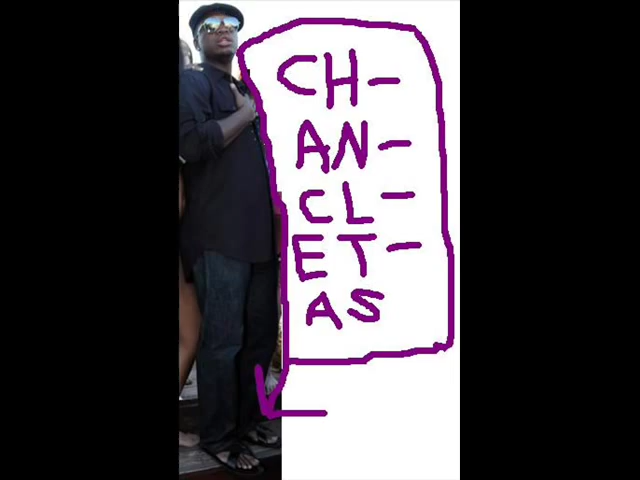 CH-
AN-
CL-
ET-
AS